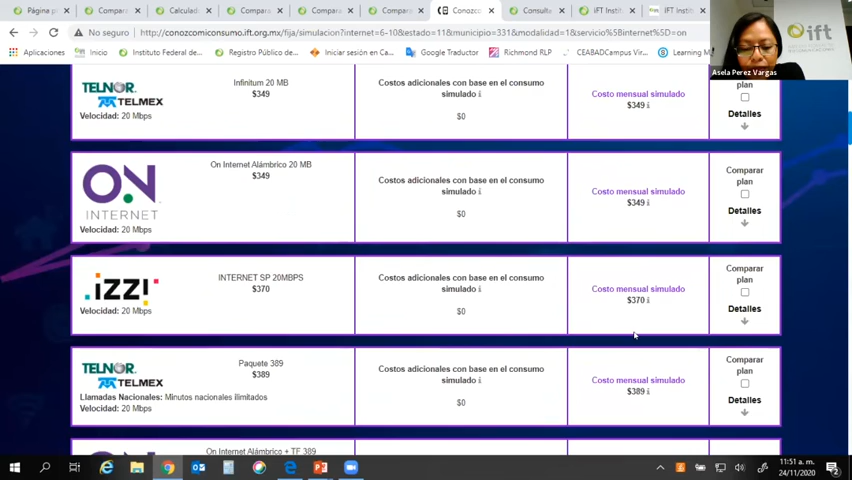 Página p
Compara
Calculad
Compara
Compara
Compara
Conozc
Consulta
iFT Instit
IFT Instit
No seguro
http://conozcomiconsumo.ift.org.mx/fija/simulacion?internet=6-10&estado=11&municipio=331&modalidad=1&servicio%5Binternet%5D=on
Aplicaciones
Inicio
Instituto Federal de...
Registro Público de...
Iniciar sesión en Ca...
Google Traductor
Richmond RLP
CEABADCampus Vir...
Learning M
ift
Asela Perez Vargas
TELNOR
TELMEX
Velocidad: 20 Mbps
Infinitum 20 MB
$349
Costos adicionales con base en el consumo
simulado i
$0
Costo mensual simulado
$349 i
plan
Detalles
ON
INTERNET
Velocidad: 20 Mbps
On Internet Alámbrico 20 MB
$349
Costos adicionales con base en el consumo
simulado i
$0
Costo mensual simulado
$349 i
Comparar
plan
Detalles
izzi
Velocidad: 20 Mbps
INTERNET SP 20MBPS
$370
Costos adicionales con base en el consumo
simulado i
$0
Costo mensual simulado
$370 i
Comparar
plan
Detalles
TELNOR
TELMEX
Llamadas Nacionales: Minutos nacionales ilimitados
Velocidad: 20 Mbps
Paquete 389
$389
Costos adicionales con base en el consumo
simulado i
$0
Costo mensual simulado
$389 i
Comparar
plan
Detalles
On Internet Alámbrico + TF 389
11:51 a. m.
24/11/2020
2